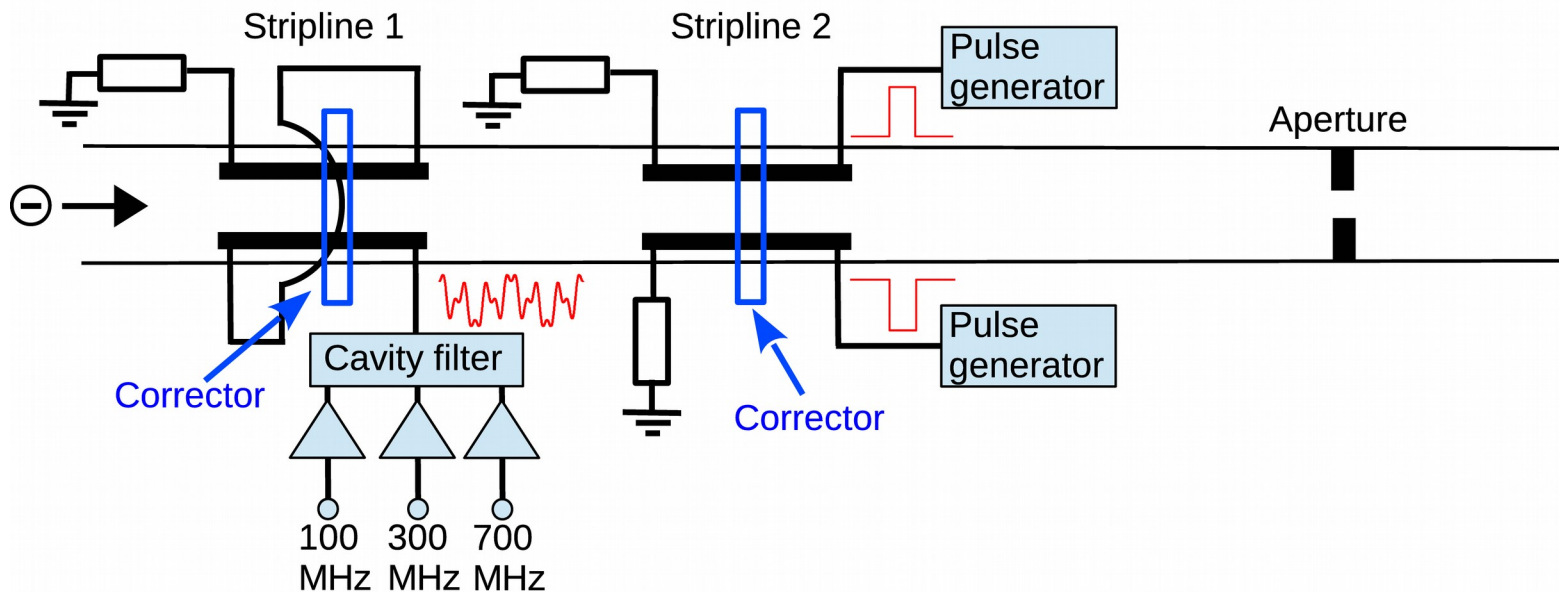 Stripline 1
Stripline 2
Pulse
generator
Aperture
Corrector
Cavity filter
Pulse
generator
Corrector
100
MHz
300
MHz
700
MHz